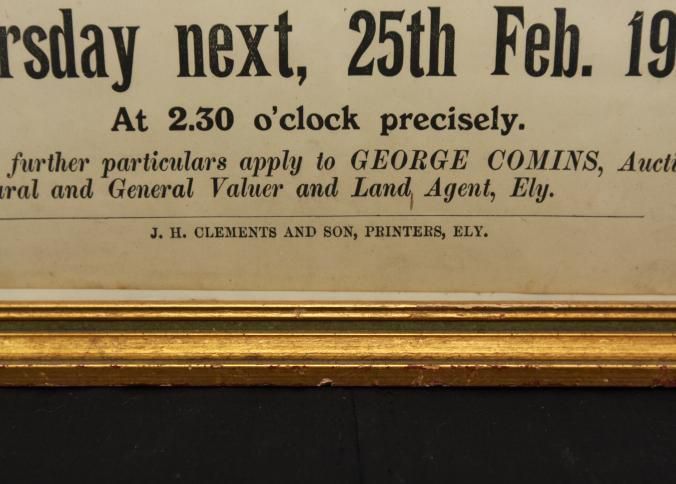 rsday next, 25th Feb. 19
At 2.30 o'clock precisely.
further particulars apply to GEORGE COMINS, Aucti
ural and General Valuer and Land Agent, Ely.
J. H. CLEMENTS AND SON, PRINTERS, ELY.